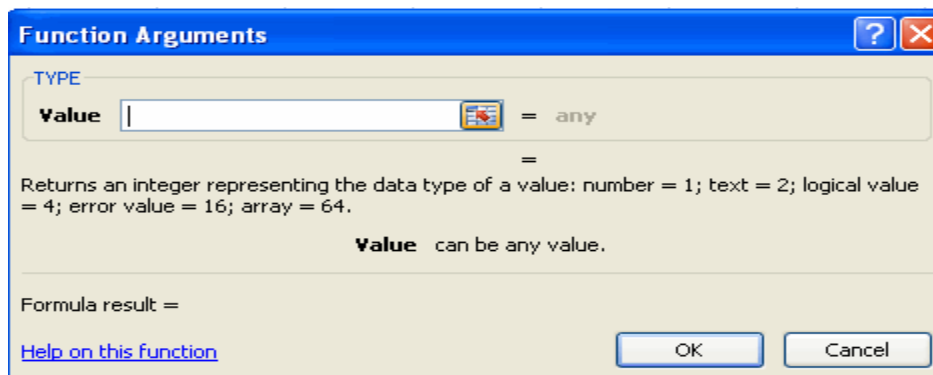 Function Arguments
TYPE
Value = any
=
Returns an integer representing the data type of a value: number = 1; text = 2; logical value
= 4; error value = 16; array = 64.
Value can be any value.
Formula result =
Help on this function
OK Cancel